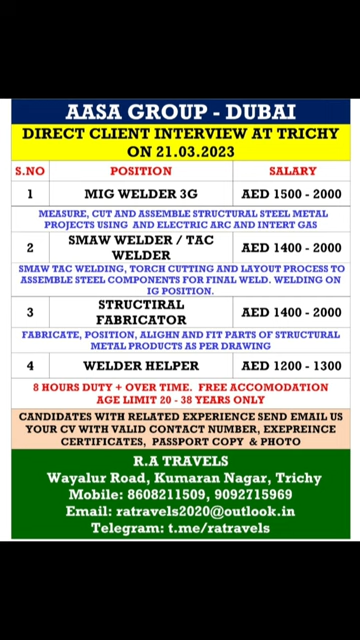 AASA GROUP - DUBAI
DIRECT CLIENT INTERVIEW AT TRICHY
ON 21.03.2023
S.NO POSITION SALARY
1 MIG WELDER 3G AED 1500 - 2000
MEASURE, CUT AND ASSEMBLE STRUCTURAL STEEL METAL
PROJECTS USING AND ELECTRIC ARC AND INTERT GAS
2 SMAW WELDER / TAC WELDER AED 1400 - 2000
SMAW TAC WELDING, TORCH CUTTING AND LAYOUT PROCESS TO
ASSEMBLE STEEL COMPONENTS FOR FINAL WELD. WELDING ON
IG POSITION.
3 STRUCTIRAL FABRICATOR AED 1400 - 2000
FABRICATE, POSITION, ALIGHN AND FIT PARTS OF STRUCTURAL
METAL PRODUCTS AS PER DRAWING
4 WELDER HELPER AED 1200 - 1300
8 HOURS DUTY + OVER TIME. FREE ACCOMODATION
AGE LIMIT 20 - 38 YEARS ONLY
CANDIDATES WITH RELATED EXPERIENCE SEND EMAIL US
YOUR CV WITH VALID CONTACT NUMBER, EXEPREINCE
CERTIFICATES, PASSPORT COPY & PHOTO
R.A TRAVELS
Wayalur Road, Kumaran Nagar, Trichy
Mobile: 8608211509, 9092715969
Email: ratravels2020@outlook.in
Telegram: t.me/ratravels